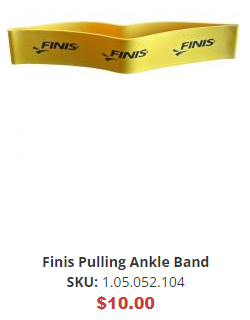 FINIS FINIS FINIS
Finis Pulling Ankle Band
SKU: 1.05.052.104
$10.00